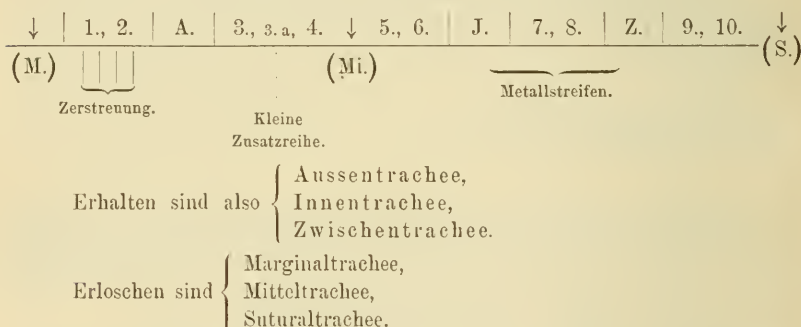 ↓ | 1., 2. | A. | 3., 3. a, 4. ↓ 5., 6. || J. | 7., 8. | Z. | 9., 10. ↓
(M.) (Mi.) (S.)
Zerstreuung. Metallstreifen.
Kleine
Zusatzreihe.
Erhalten sind also { Aussentrachee,
Innentrachee,
Zwischentrachee.
Erloschen sind { Marginaltrachee,
Mitteltrachee,
Suturaltrachee.